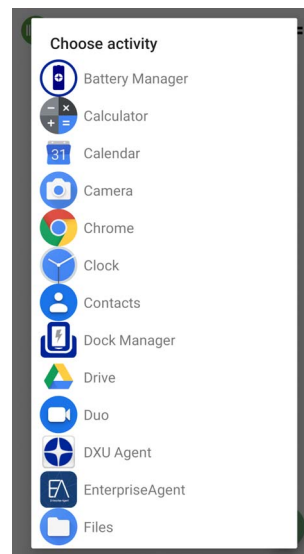 Choose activity
Battery Manager
Calculator
31 Calendar
Camera
Chrome
Clock
Contacts
Dock Manager
Drive
Duo
DXU Agent
EnterpriseAgent
Files